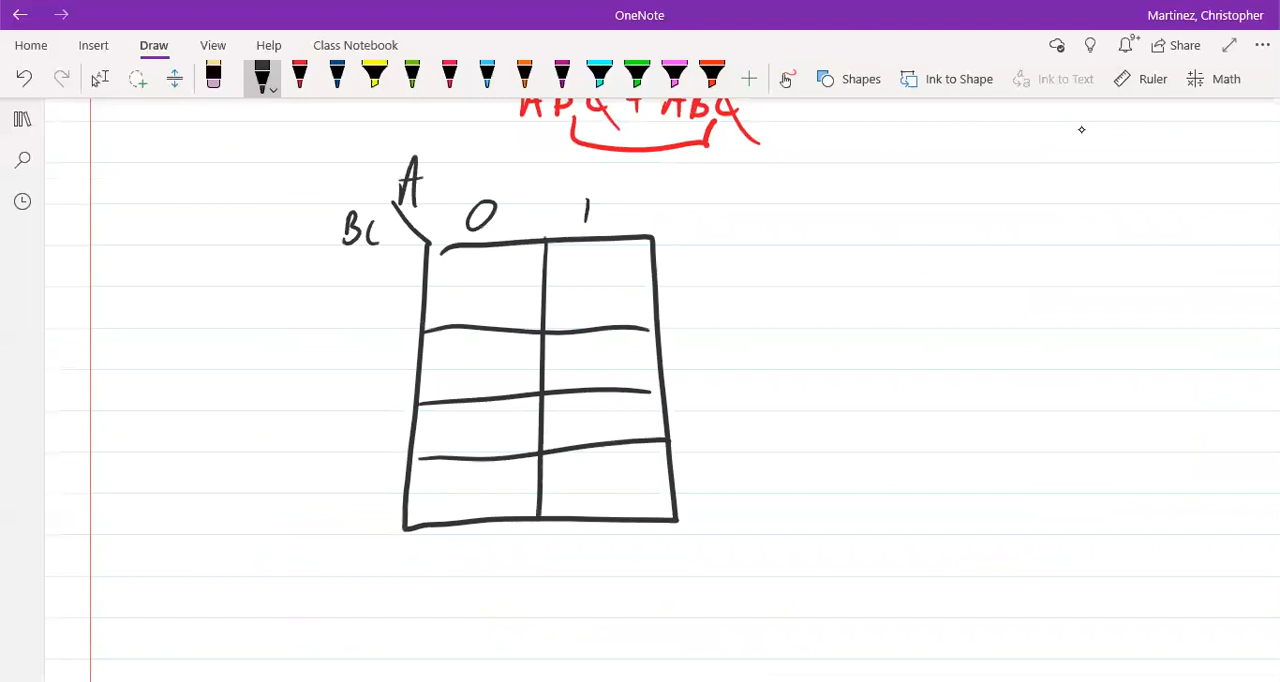 OneNote
Martínez, Christopher
Home Insert Draw View Help Class Notebook Share
Shapes Ink to Shape Ink to Text Ruler Math
A
BC 0 1